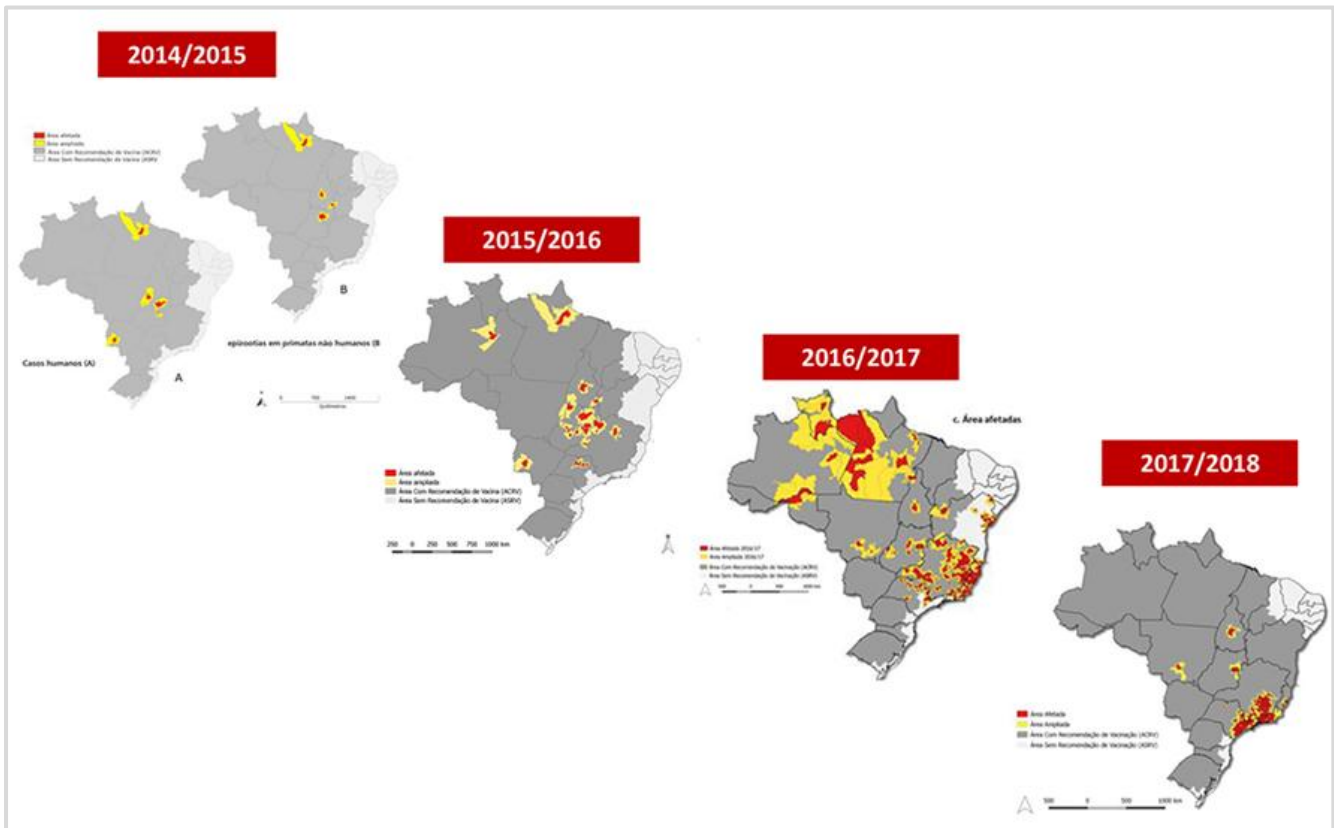 2014/2015
Área afetada
Área ampliada
Área Com Recomendação de Vacina (ACRV)
Área Sem Recomendação de Vacina (ASRV
B
Casos humanos (A)
A
epizootias em primatas não humanos (B
0 700 1400
2015/2016
Área afetada
Área ampliada
Área Com Recomendação de Vacina (ACRV)
Área Sem Recomendação de Vacina (ASRV)
250 0 250 500 750 1000 km
2016/2017
c. Área afetadas
Área Afetada 2016/17
Área Ampliada 2016/17
Área Com Recomendação de Vacinação (ACRV)
Área Sem Recomendação de Vacinação (ASRV)
2017/2018
Área Afetada
Área Ampliada
Área Com Recomendação de Vacinação (ACRV)
Área Sem Recomendação de Vacinação (ASRV)
500 0 500 1000 km